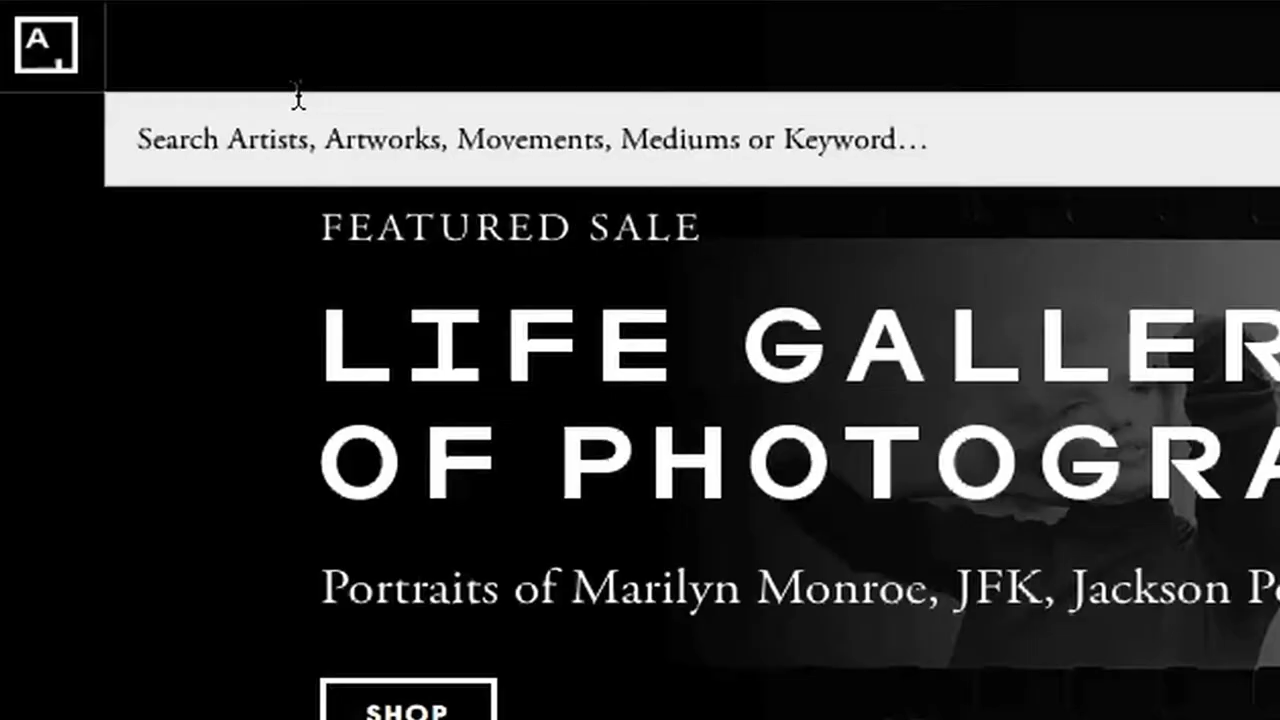 A
Search Artists, Artworks, Movements, Mediums or Keyword...
FEATURED SALE
LIFE GALLER
OF PHOTOGRA
Portraits of Marilyn Monroe, JFK, Jackson P
SHOP